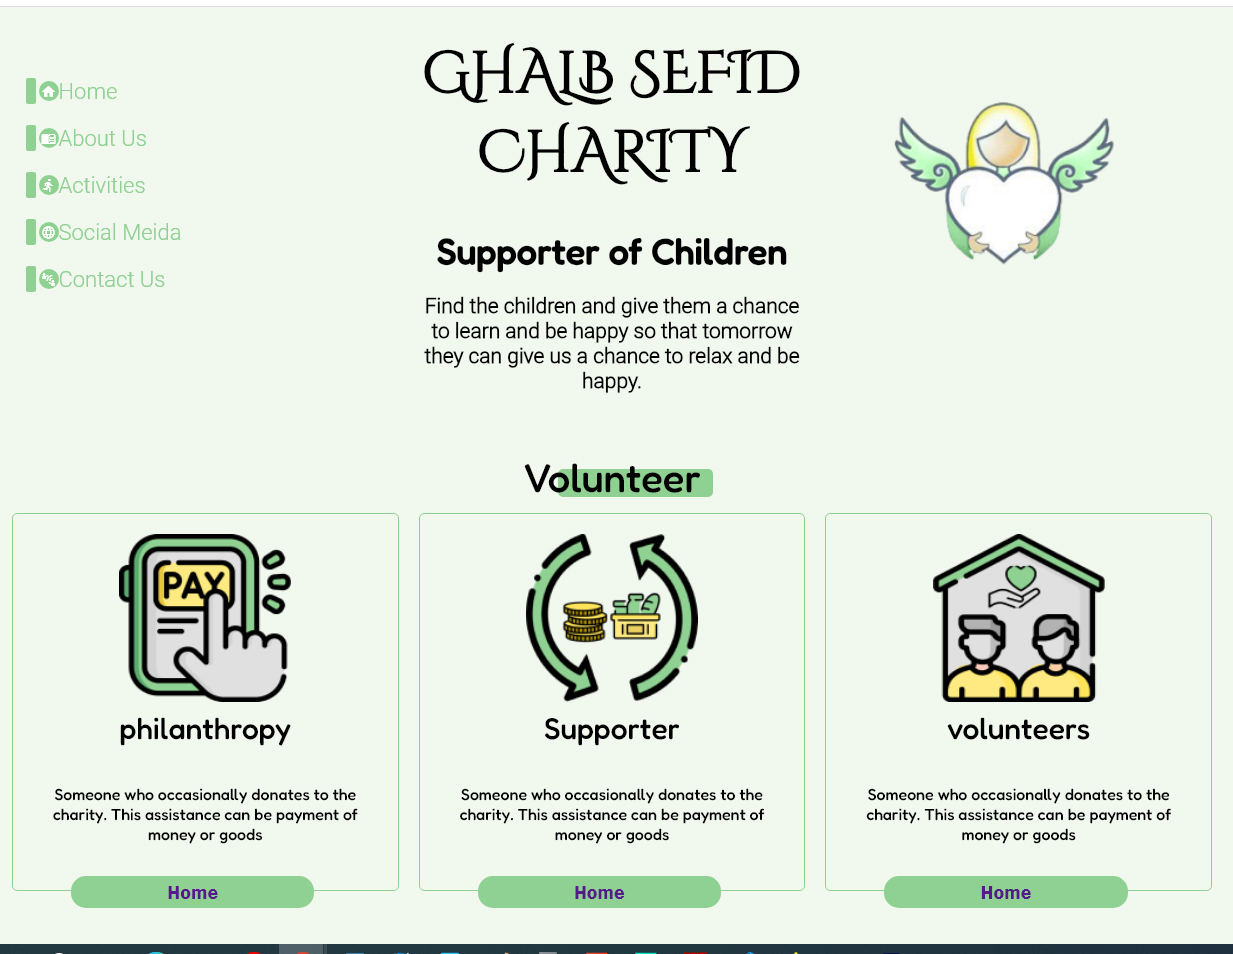 Home
About Us
Activities
Social Meida
Contact Us
GHALB SEFID
CHARITY
Supporter of Children
Find the children and give them a chance
to learn and be happy so that tomorrow
they can give us a chance to relax and be
happy.
Volunteer
PAY
philanthropy
Someone who occasionally donates to the
charity. This assistance can be payment of
money or goods
Home
Supporter
Someone who occasionally donates to the
charity. This assistance can be payment of
money or goods
Home
volunteers
Someone who occasionally donates to the
charity. This assistance can be payment of
money or goods
Home